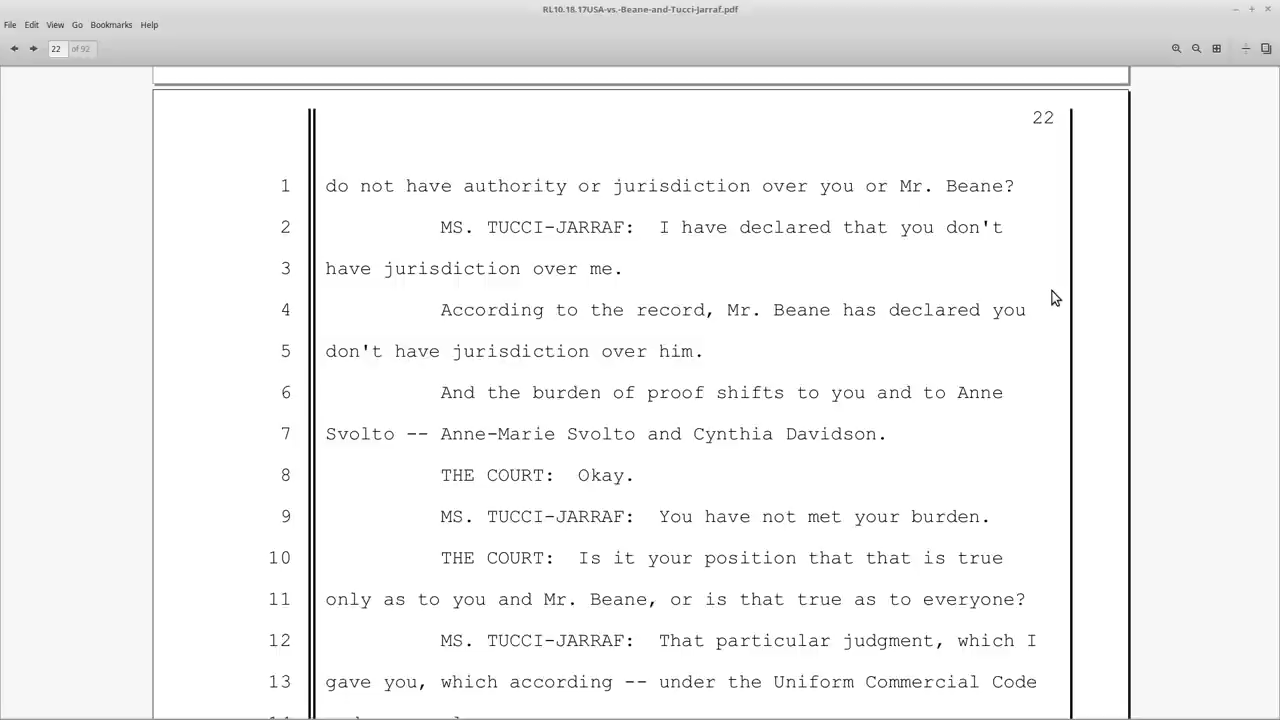 RL10.18.17USA-vs.-Beane-and-Tucci-Jarraf.pdf
File Edit View Go Bookmarks Help
22 of 92
22
1 do not have authority or jurisdiction over you or Mr. Beane?
2 MS. TUCCI-JARRAF: I have declared that you don't
3 have jurisdiction over me.
4 According to the record, Mr. Beane has declared you
5 don't have jurisdiction over him.
6 And the burden of proof shifts to you and to Anne
7 Svolto -- Anne-Marie Svolto and Cynthia Davidson.
8 THE COURT: Okay.
9 MS. TUCCI-JARRAF: You have not met your burden.
10 THE COURT: Is it your position that that is true
11 only as to you and Mr. Beane, or is that true as to everyone?
12 MS. TUCCI-JARRAF: That particular judgment, which I
13 gave you, which according -- under the Uniform Commercial Code